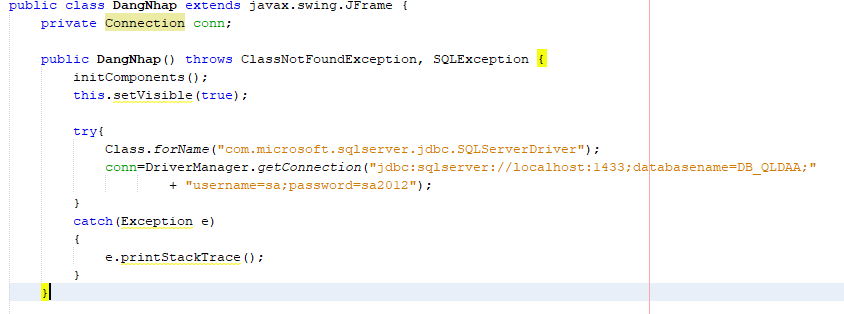 public class DangNhap extends javax.swing.JFrame {
private Connection conn;
public DangNhap() throws ClassNotFoundException, SQLException {
initComponents();
this.setVisible(true);
try{
Class.forName("com.microsoft.sqlserver.jdbc.SQLServerDriver");
conn=DriverManager.getConnection("jdbc:sqlserver://localhost:1433;databasename=DB_QLDAA;"
+ "username=sa;password=sa2012");
}
catch(Exception e)
{
e.printStackTrace();
}
}